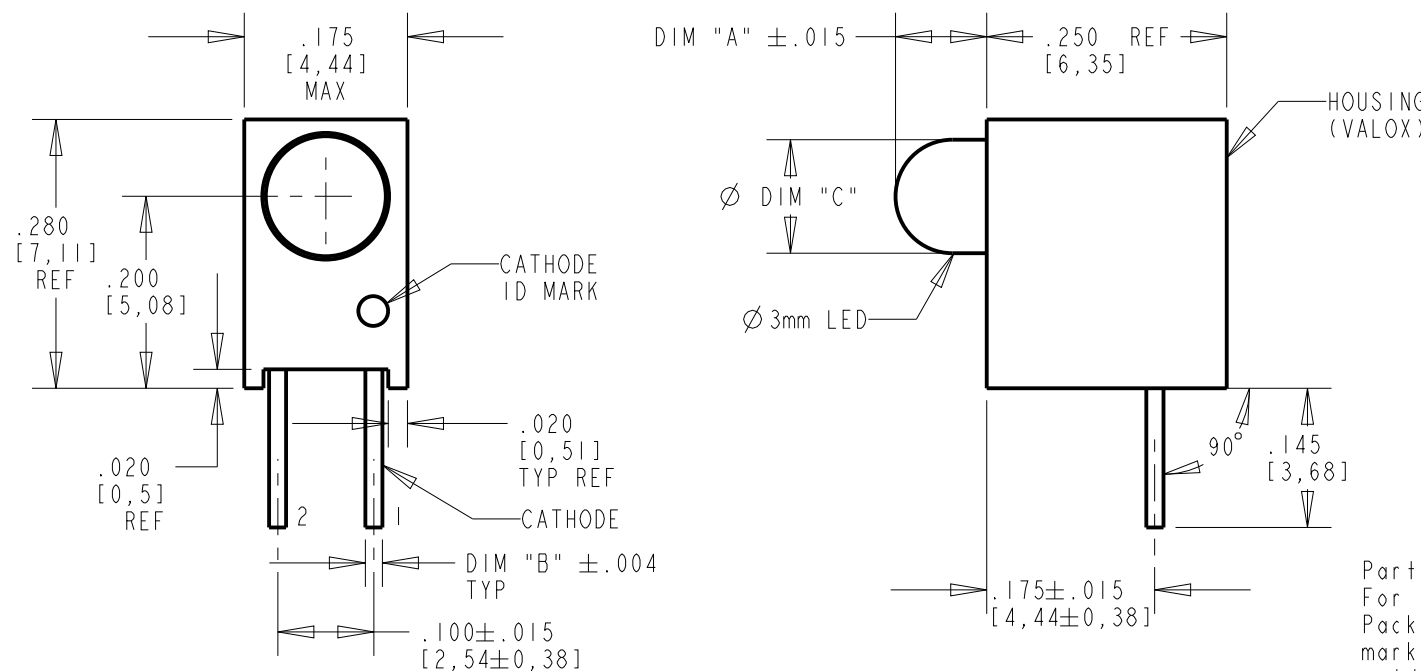 .175
[4,44]
MAX
DIM "A" ±.015
.250 REF
[6,35]
HOUSING
(VALOX)
.280
[7,11]
REF
.200
[5,08]
Ø DIM "C"
CATHODE
ID MARK
Ø 3mm LED
.020
[0,5]
REF
.020
[0,51]
TYP REF
90°
.145
[3,68]
2
1
CATHODE
DIM "B" ±.004
TYP
.175±.015
[4,44±0,38]
.100±.015
[2,54±0,38]
Part
For
Pack
mark